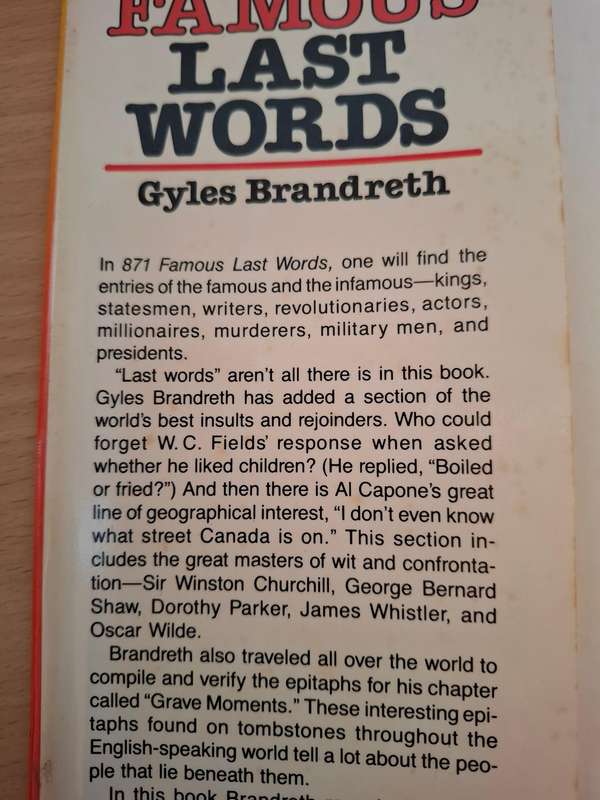 FAMOUS
LAST
WORDS
Gyles Brandreth
In 871 Famous Last Words, one will find the
entries of the famous and the infamous—kings,
statesmen, writers, revolutionaries, actors,
millionaires, murderers, military men, and
presidents.
“Last words” aren’t all there is in this book.
Gyles Brandreth has added a section of the
world’s best insults and rejoinders. Who could
forget W. C. Fields’ response when asked
whether he liked children? (He replied, “Boiled
or fried?”) And then there is Al Capone’s great
line of geographical interest, “I don’t even know
what street Canada is on.” This section in-
cludes the great masters of wit and confronta-
tion—Sir Winston Churchill, George Bernard
Shaw, Dorothy Parker, James Whistler, and
Oscar Wilde.
Brandreth also traveled all over the world to
compile and verify the epitaphs for his chapter
called “Grave Moments.” These interesting epi-
taphs found on tombstones throughout the
English-speaking world tell a lot about the peo-
ple that lie beneath them.
In this book Brandreth